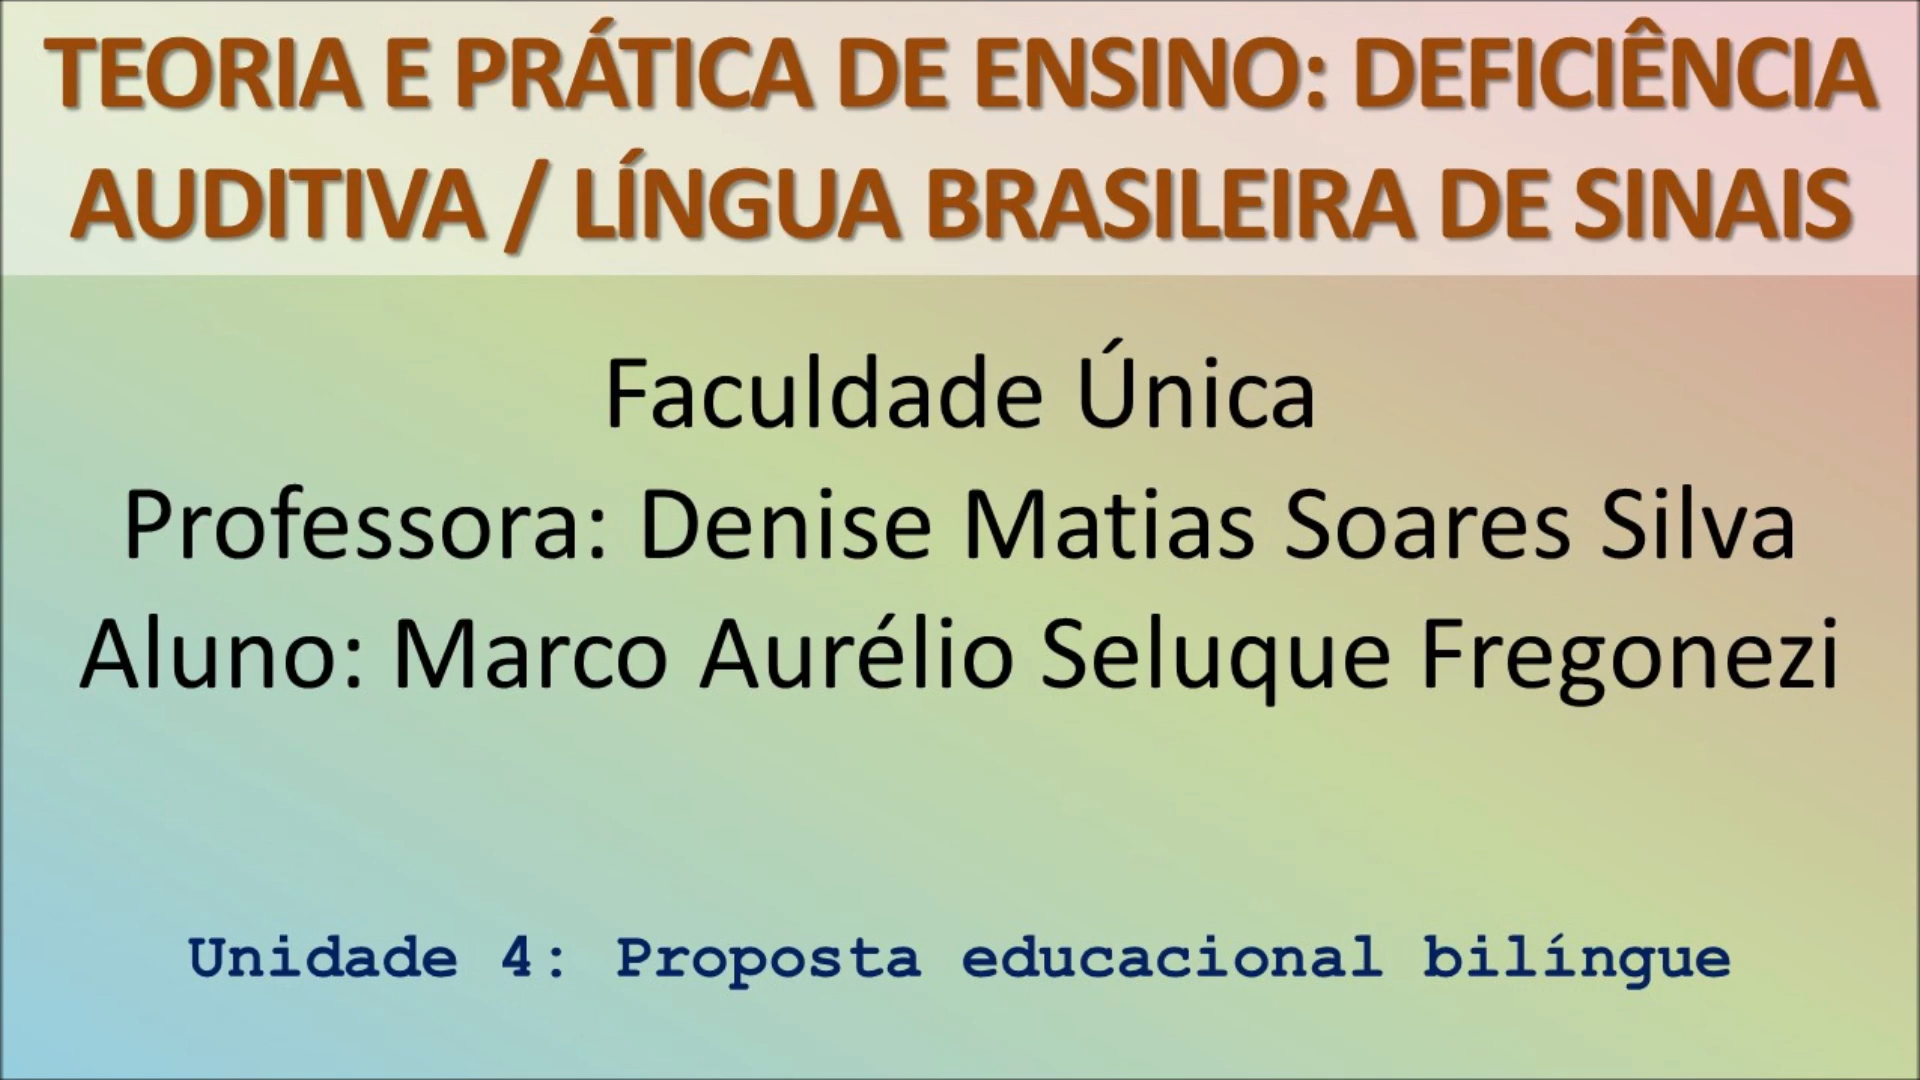 TEORIA E PRÁTICA DE ENSINO: DEFICIÊNCIA
AUDITIVA / LÍNGUA BRASILEIRA DE SINAIS
Faculdade Única
Professora: Denise Matias Soares Silva
Aluno: Marco Aurélio Seluque Fregonezi
Unidade 4: Proposta educacional bilíngue